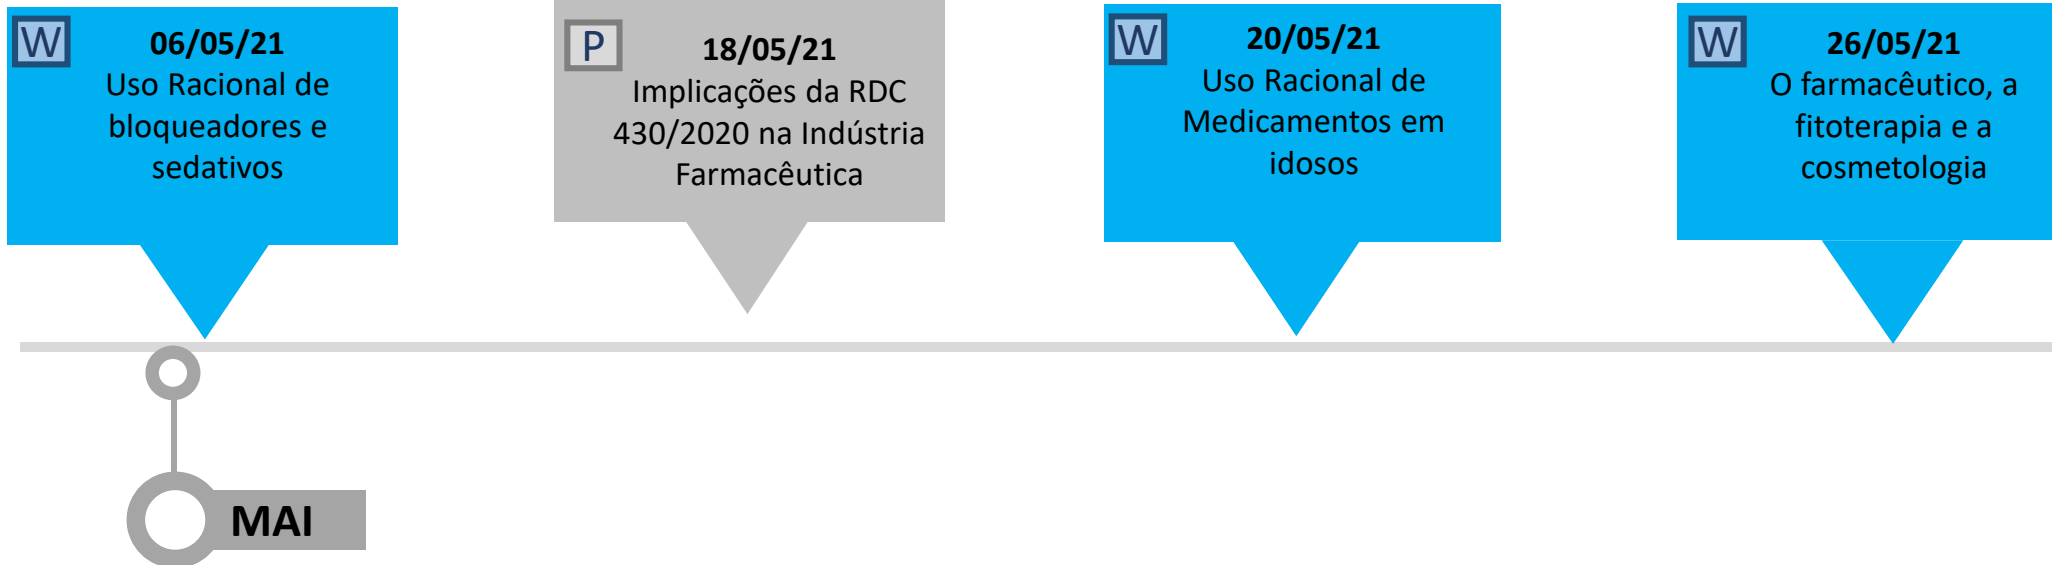 W
06/05/21
Uso Racional de
bloqueadores e
sedativos
P
18/05/21
Implicações da RDC
430/2020 na Indústria
Farmacêutica
W
20/05/21
Uso Racional de
Medicamentos em
idosos
W
26/05/21
O farmacêutico, a
fitoterapia e a
cosmetologia
MAI